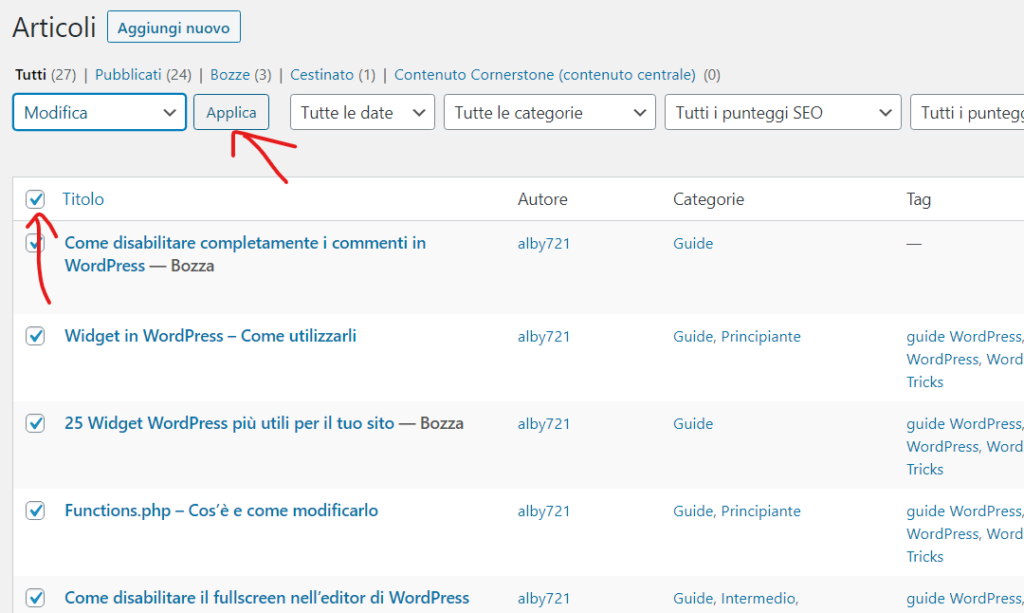 Articoli Aggiungi nuovo
Tutti (27) | Pubblicati (24) | Bozze (3) | Cestinato (1) | Contenuto Cornerstone (contenuto centrale) (0)
Modifica Applica Tutte le date Tutte le categorie Tutti i punteggi SEO Tutti i punteg
Titolo Autore Categorie Tag
Come disabilitare completamente i commenti in alby721 Guide —
WordPress — Bozza
Widget in WordPress – Come utilizzarli alby721 Guide, Principiante guide WordPress,
WordPress, Word
Tricks
25 Widget WordPress più utili per il tuo sito — Bozza alby721 Guide guide WordPress,
WordPress, Word
Tricks
Functions.php – Cos’è e come modificarlo alby721 Guide, Principiante guide WordPress,
WordPress, Word
Tricks
Come disabilitare il fullscreen nell’editor di WordPress alby721 Guide, Intermedio, guide WordPress,